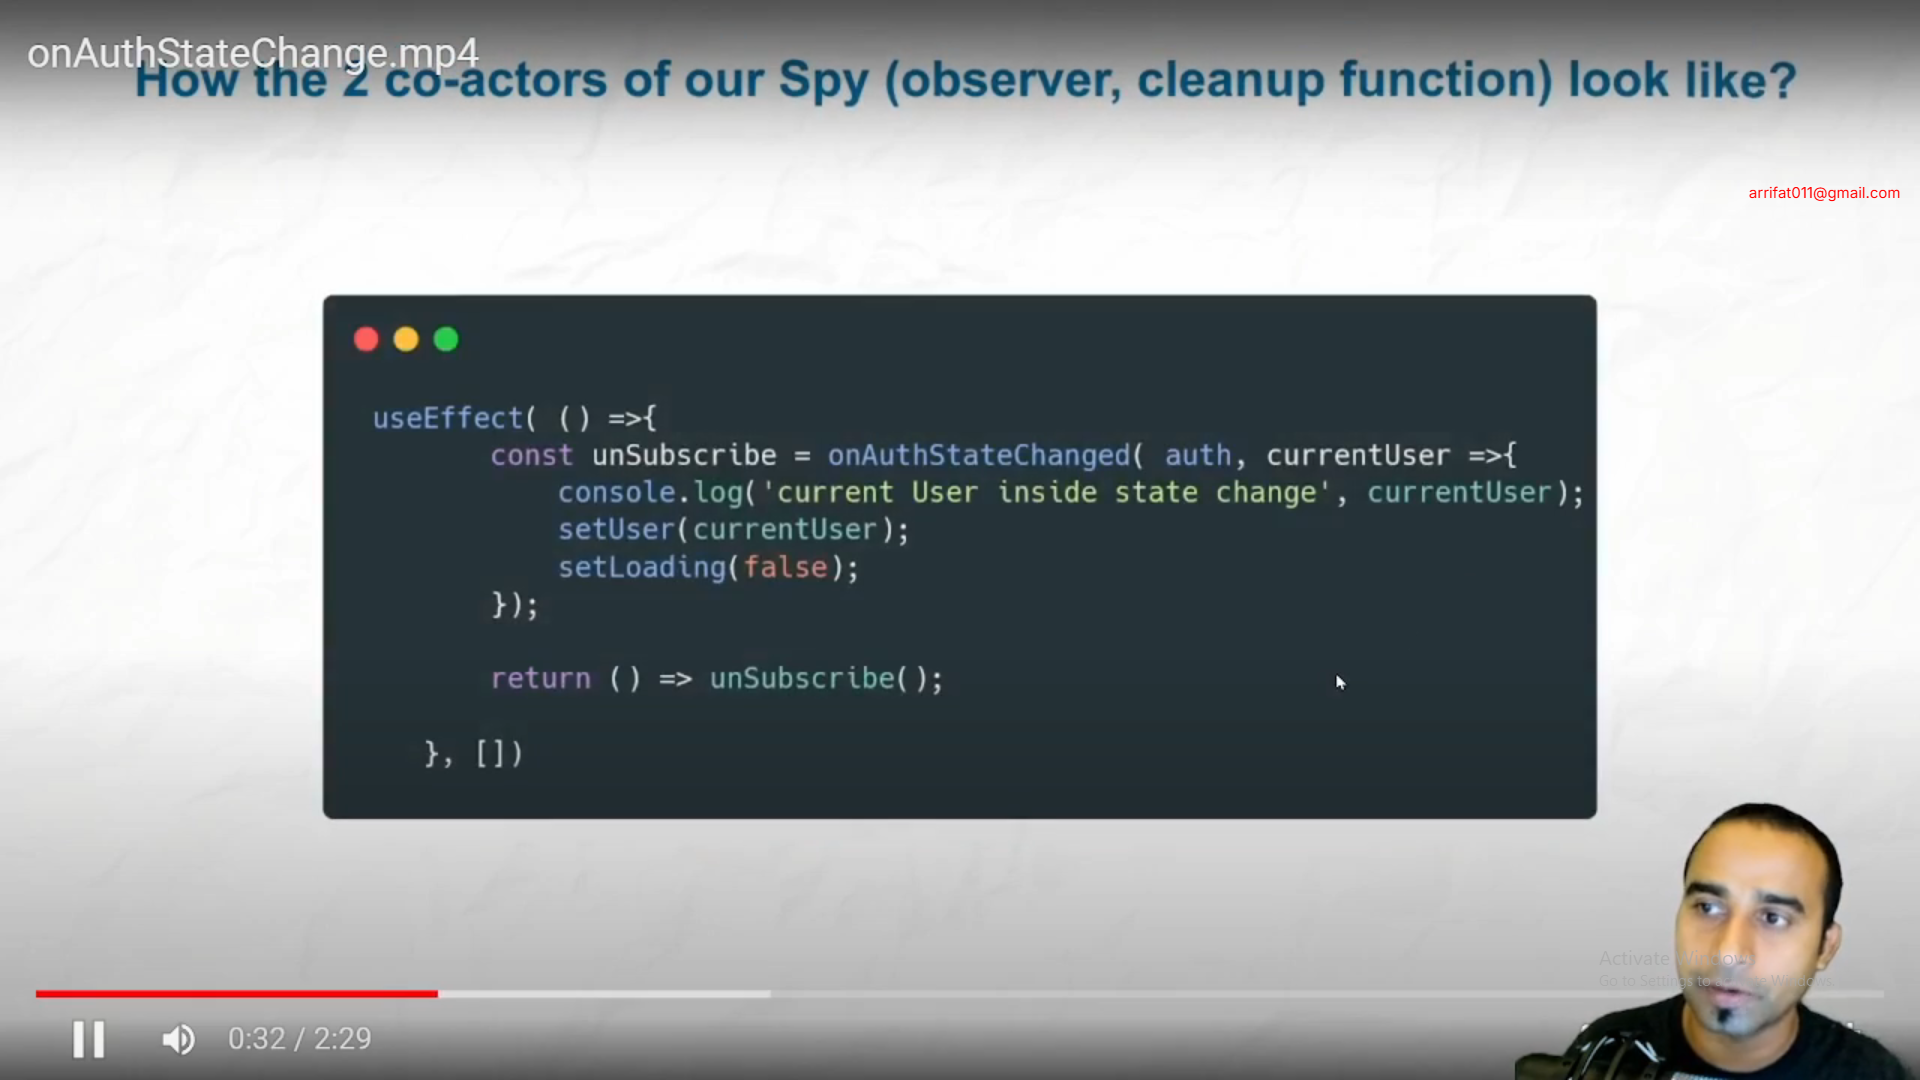 onAuthStateChange.mp4
How the 2 co-actors of our Spy (observer, cleanup function) look like?
arrifat011@gmail.com
useEffect( () =>{
const unSubscribe = onAuthStateChanged( auth, currentUser =>{
console.log('current User inside state change', currentUser);
setUser(currentUser);
setLoading(false);
});
return () => unSubscribe();
}, [])
Activate Windows
Go to Settings to activate Windows.
0:32 / 2:29